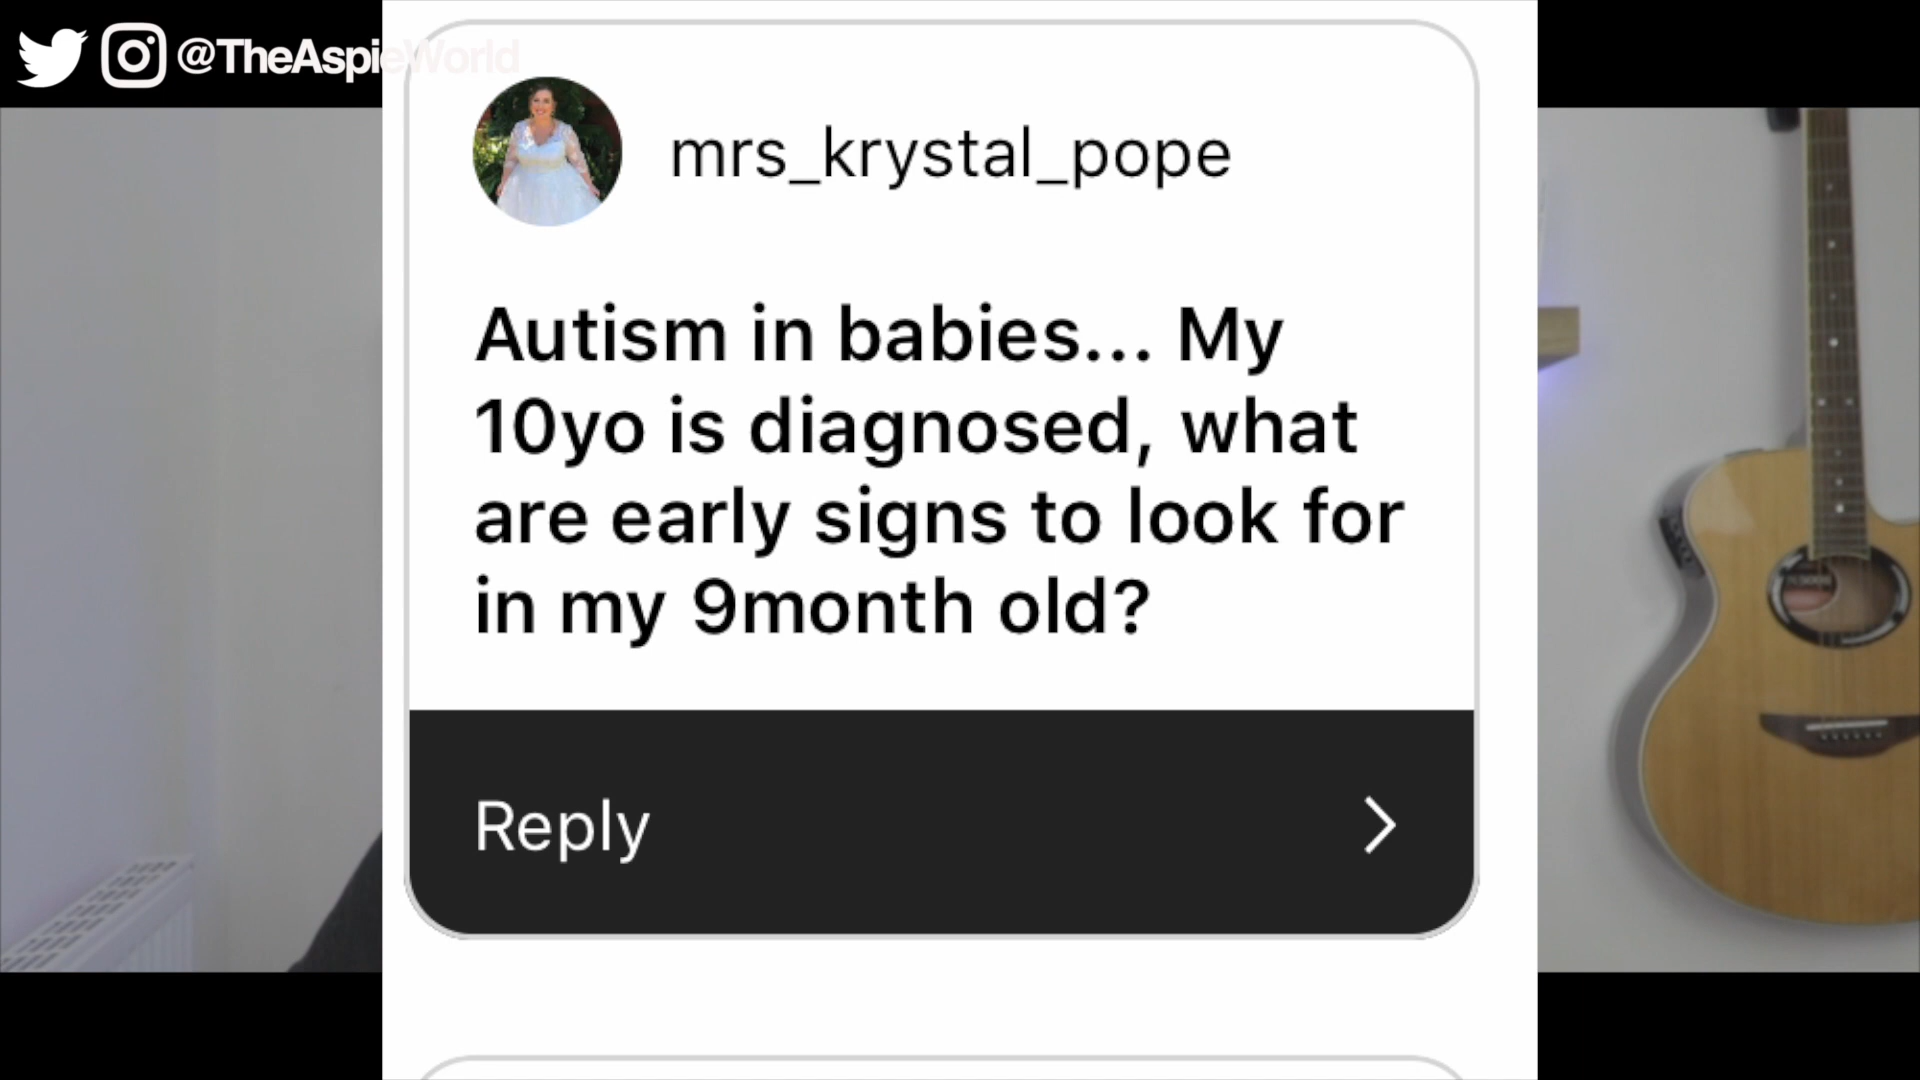 @TheAspieWorld
mrs_krystal_pope
Autism in babies... My
10yo is diagnosed, what
are early signs to look for
in my 9month old?
Reply